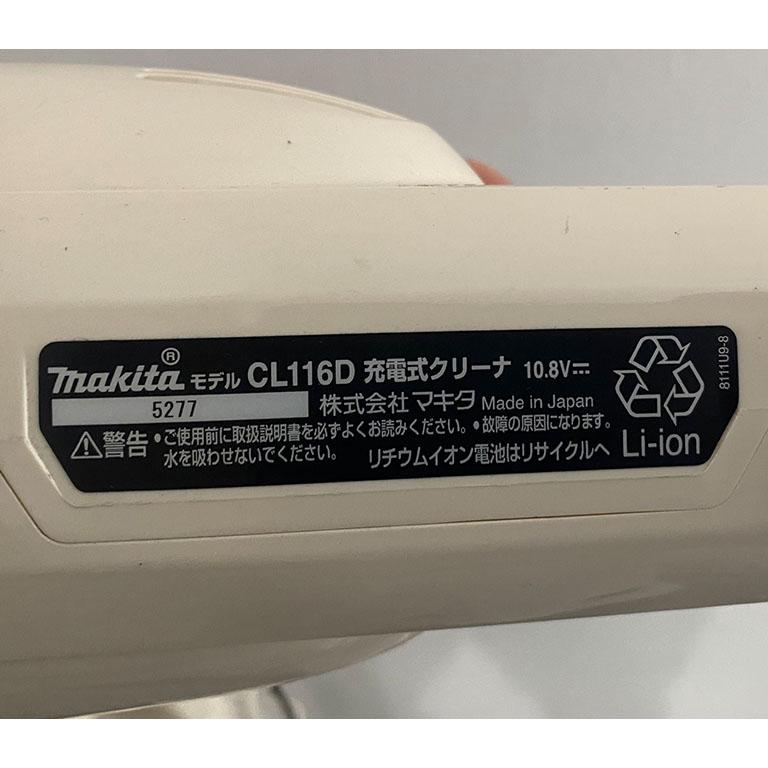 makita® モデル CL116D 充電式クリーナ 10.8V⎓
5277 株式会社マキタ Made in Japan
⚠警告 •ご使用前に取扱説明書を必ずよくお読みください。•故障の原因になります。
水を吸わせないでください。 リチウムイオン電池はリサイクルへ Li-ion
8111U9-8